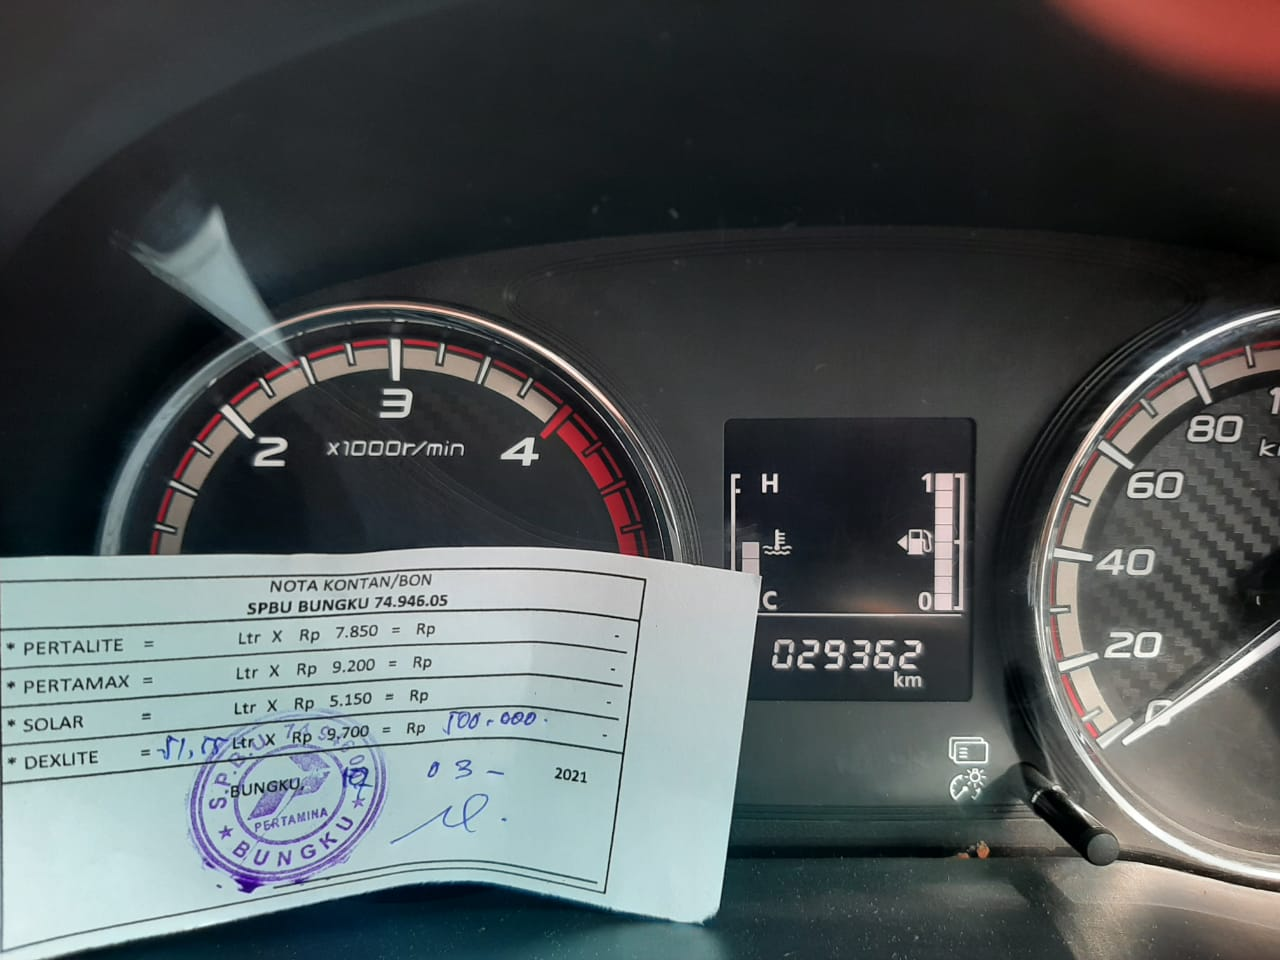 3
2
x1000r/min
4
H
1
C
0
029362
km
80
60
40
20
0
NOTA KONTAN/BON
SPBU BUNGKU 74.946.05
* PERTALITE = Ltr X Rp 7.850 = Rp -
* PERTAMAX = Ltr X Rp 9.200 = Rp -
* SOLAR = Ltr X Rp 5.150 = Rp -
* DEXLITE = Ltr X Rp 9,700 = Rp 500.000. -
BUNGKU, 03 - 2021
PERTAMINA
BUNGKU